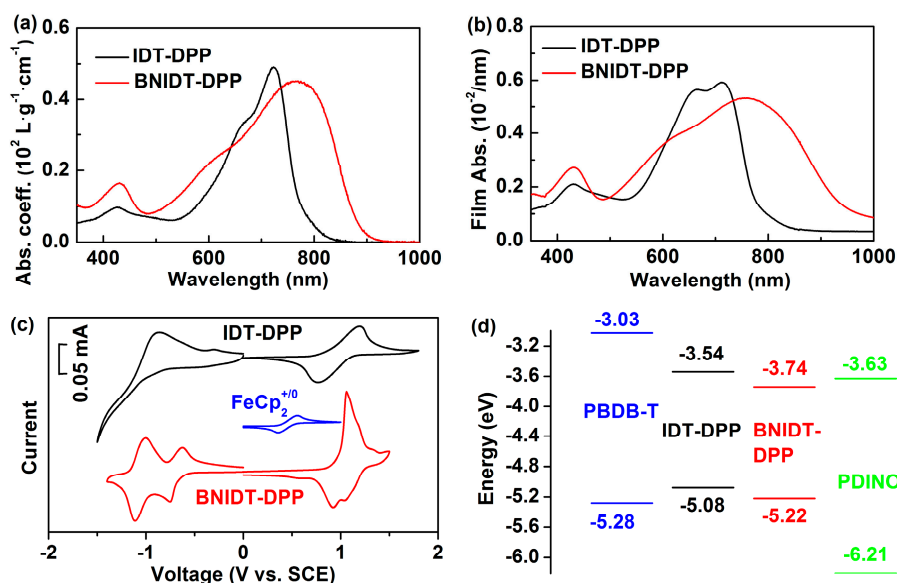 (a)
IDT-DPP
BNIDT-DPP
Abs. coeff. (10² L·g⁻¹·cm⁻¹)
0.6
0.4
0.2
0.0
400 600 800 1000
Wavelength (nm)
(b)
IDT-DPP
BNIDT-DPP
Film Abs. (10⁻²/nm)
0.8
0.6
0.4
0.2
0.0
400 600 800 1000
Wavelength (nm)
(c)
0.05 mA
IDT-DPP
FeCp₂⁺/⁰
BNIDT-DPP
Current
-2 -1 0 1 2
Voltage (V vs. SCE)
(d)
Energy (eV)
-3.2
-3.6
-4.0
-4.4
-4.8
-5.2
-5.6
-6.0
-3.03
PBDB-T
-5.28
-3.54
IDT-DPP
-5.08
-3.74
BNIDT-
DPP
-5.22
-3.63
PDINO
-6.21